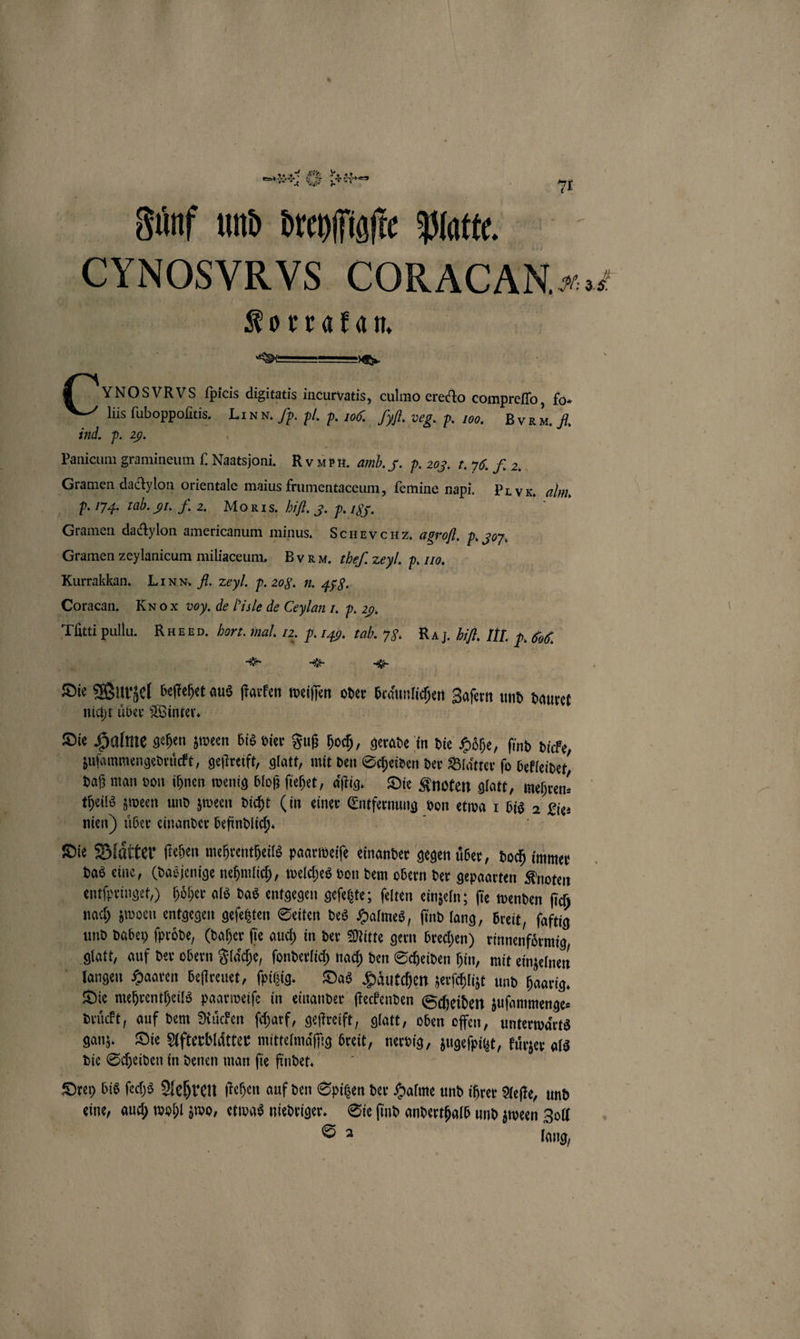 71
Fünf und dreyßigste Platte.
CYNOSVRVS CORACAN.
Korrakan.
CYNOSVRVS spicis digitatis incurvatis, culmo erecto compresso, fo-
liis suboppositis. LINN. sp. pl. p. 106. syst. veg. p. 100. BVRM. fl.
ind. p. 29.
Panicum gramineum s. Naatsjoni. RVMPH. amb. 5. p. 203. t. 76. f. 2.
Gramen dactylon orientale maius frumentaceum, semine napi. PLVK. alm.
p. 174. tab. 91. f. 2. MORIS. hist. 3. p. 185.
Gramen dactylon americanum minus. SCHEVCHZ. agrost. p. 307.
Gramen zeylanicum miliaceum. BVRM. thes. zeyl. p. 110.
Kurrakkan. LINN. fl. zeyl. p. 208. n. 458.
Coracan. KNOX voy. de l'isle de Ceylan 1. p. 29.
Tsitti pullu. RHEED. hort. mal. 12. p. 149. tab. 78. RAJ. hist. III. p. 606.
Die Wurzel bestehet aus starken weissen oder bräunlichen Zasern und dauret
nicht über Winter.
Die Halme gehen zween bis vier Fuß hoch, gerade in die Höhe, sind dicke,
zusammengedrückt, gestreift, glatt, mit den Scheiden der Blätter so bekleidet,
daß man von ihnen wenig bloß siehet, ästig. Die Knoten glatt, mehren-
theils zween und zween dicht (in einer Entfernung von etwa 1 bis 2 Li-
nien) über einander befindlich.
Die Blätter stehen mehrentheils paarweise einander gegen über, doch immer
das eine, (dasjenige nehmlich, welches von dem obern der gepaarten Knoten
entspringet,) höher als das entgegen gesetzte; selten einzeln; sie wenden sich
nach zwoen entgegen gesetzten Seiten des Halmes, sind lang, breit, saftig
und dabey spröde, (daher sie auch in der Mitte gern brechen) rinnenförmig,
glatt, auf der obern Fläche, sonderlich nach den Scheiden hin, mit einzelnen
langen Haaren bestreuet, spitzig. Das Häutchen zerschlizt und haarig.
Die mehrentheils paarweise in einander steckenden Scheiden zusammenge-
drückt, auf dem Rücken scharf, gestreift, glatt, oben offen, unterwärts
ganz. Die Afterblätter mittelmäßig breit, nervig, zugespitzt, kürzer als
die Scheiden in denen man sie findet.
Drey bis sechs Aehren stehen auf den Spitzen der Halme und ihrer Aeste, und
eine, auch wohl zwo, etwas niedriger. Sie sind anderthalb und zween Zoll
S 2 lang,